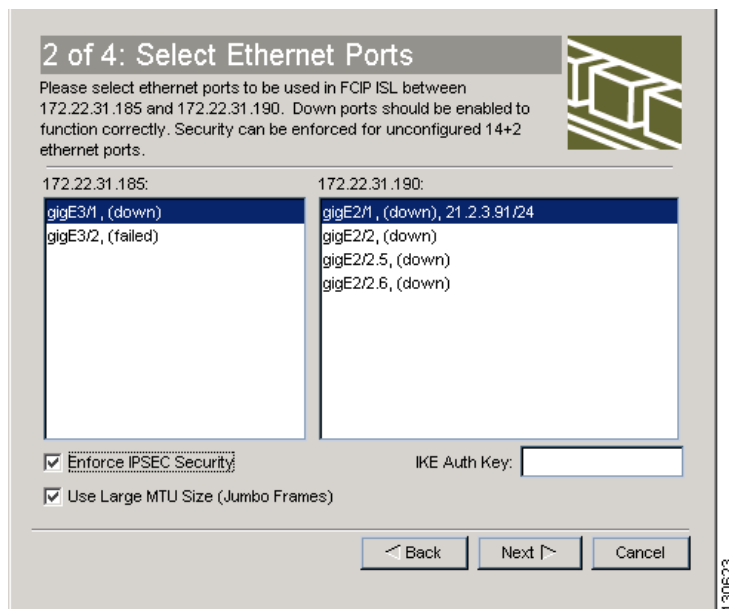 2 of 4: Select Ethernet Ports
Please select ethernet ports to be used in FCIP ISL between
172.22.31.185 and 172.22.31.190. Down ports should be enabled to
function correctly. Security can be enforced for unconfigured 14+2
ethernet ports.
172.22.31.185:
gigE3/1, (down)
gigE3/2, (failed)
172.22.31.190:
gigE2/1, (down), 21.2.3.91/24
gigE2/2, (down)
gigE2/2.5, (down)
gigE2/2.6, (down)
Enforce IPSEC Security
IKE Auth Key:
Use Large MTU Size (Jumbo Frames)
Back
Next
Cancel
130623